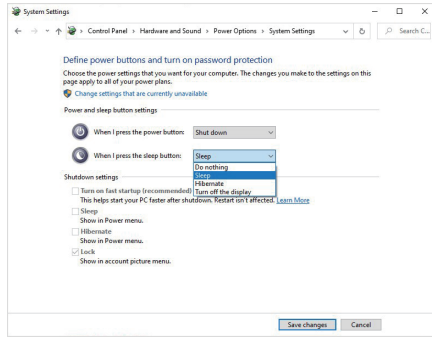 System Settings
Control Panel > Hardware and Sound > Power Options > System Settings
Search C...
Define power buttons and turn on password protection
Choose the power settings that you want for your computer. The changes you make to the settings on this
page apply to all of your power plans.
Change settings that are currently unavailable
Power and sleep button settings
When I press the power button: Shut down
When I press the sleep button: Sleep
Do nothing
Sleep
Hibernate
Turn off the display
Shutdown settings
Turn on fast startup (recommended)
This helps start your PC faster after shutdown. Restart isn't affected. Learn More
Sleep
Show in Power menu.
Hibernate
Show in Power menu.
Lock
Show in account picture menu.
Save changes Cancel